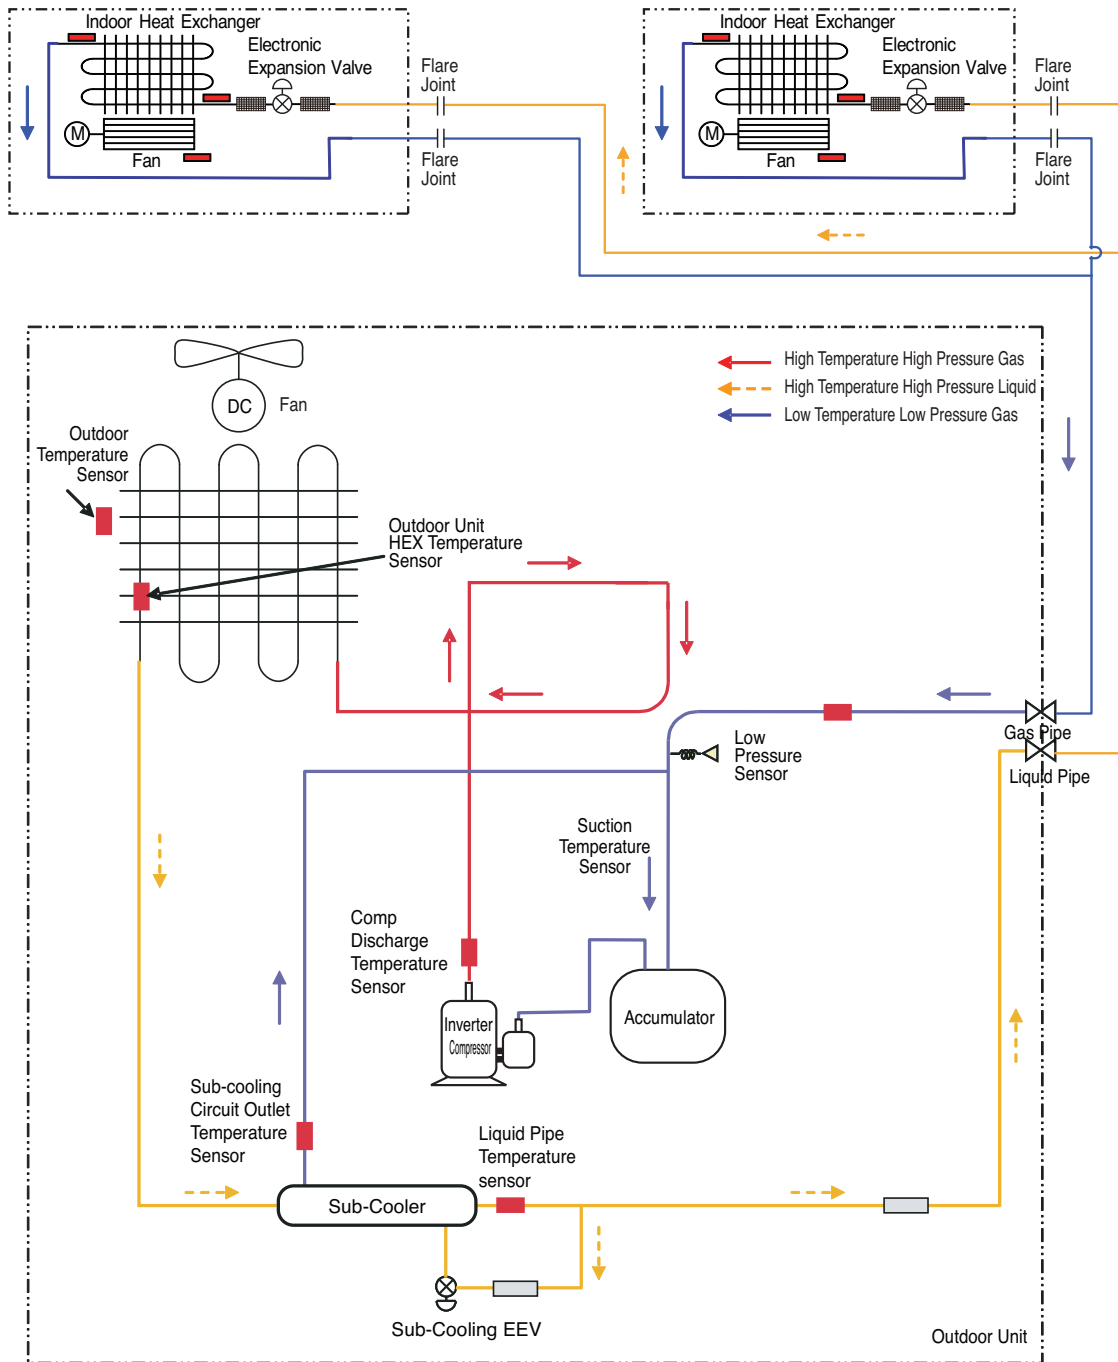 Indoor Heat Exchanger
Electronic
Expansion Valve
Flare
Joint
M
Fan
Flare
Joint
Indoor Heat Exchanger
Electronic
Expansion Valve
Flare
Joint
M
Fan
Flare
Joint
High Temperature High Pressure Gas
High Temperature High Pressure Liquid
Low Temperature Low Pressure Gas
DC
Fan
Outdoor
Temperature
Sensor
Outdoor Unit
HEX Temperature
Sensor
Gas Pipe
Liquid Pipe
Low
Pressure
Sensor
Suction
Temperature
Sensor
Comp
Discharge
Temperature
Sensor
Inverter
Compressor
Accumulator
Sub-cooling
Circuit Outlet
Temperature
Sensor
Liquid Pipe
Temperature
sensor
Sub-Cooler
Sub-Cooling EEV
Outdoor Unit